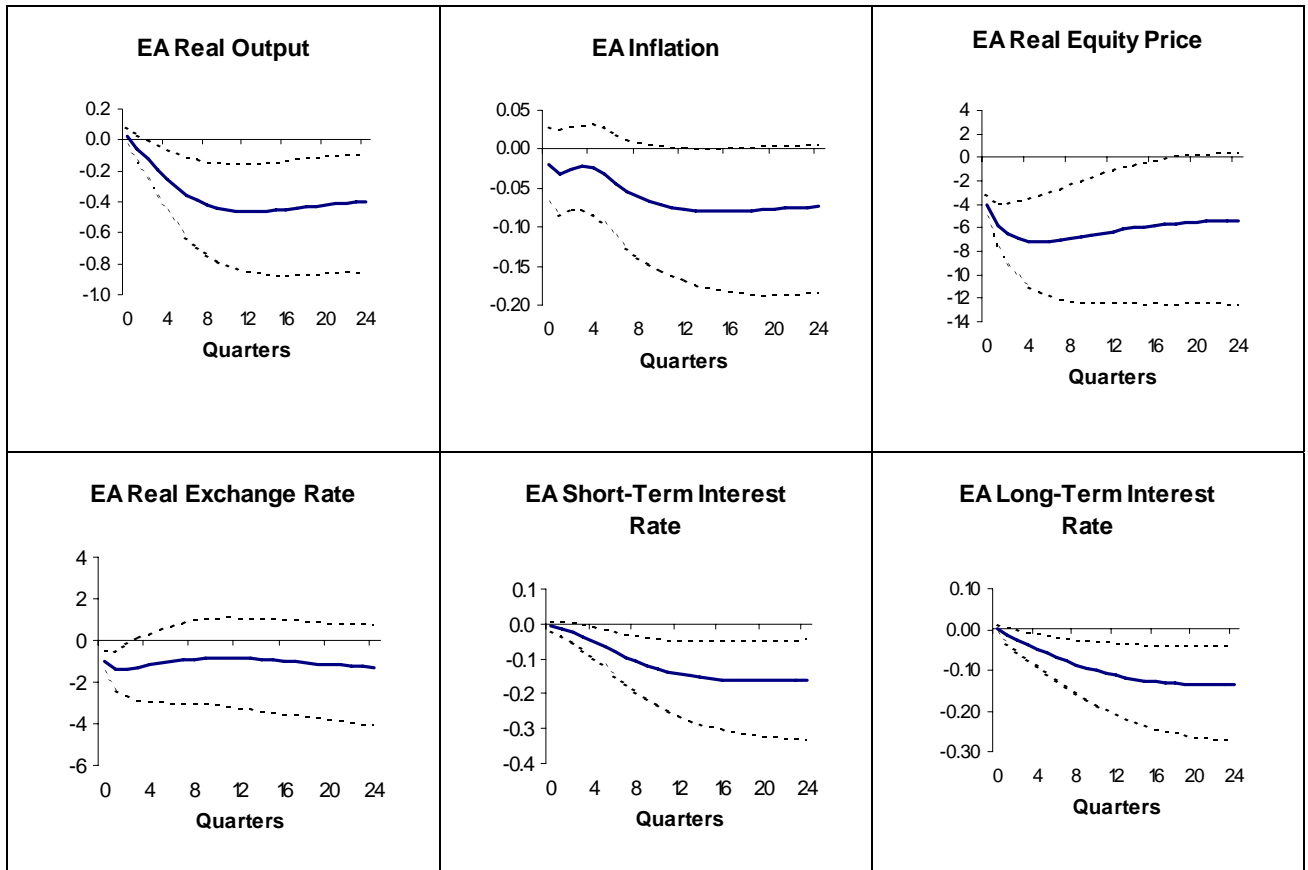 EA Real Output
0.2
0.0
-0.2
-0.4
-0.6
-0.8
-1.0
0 4 8 12 16 20 24
Quarters
EA Inflation
0.05
0.00
-0.05
-0.10
-0.15
-0.20
0 4 8 12 16 20 24
Quarters
EA Real Equity Price
4
2
0
-2
-4
-6
-8
-10
-12
-14
0 4 8 12 16 20 24
Quarters
EA Real Exchange Rate
4
2
0
-2
-4
-6
0 4 8 12 16 20 24
Quarters
EA Short-Term Interest
Rate
0.1
0.0
-0.1
-0.2
-0.3
-0.4
0 4 8 12 16 20 24
Quarters
EA Long-Term Interest
Rate
0.10
0.00
-0.10
-0.20
-0.30
0 4 8 12 16 20 24
Quarters